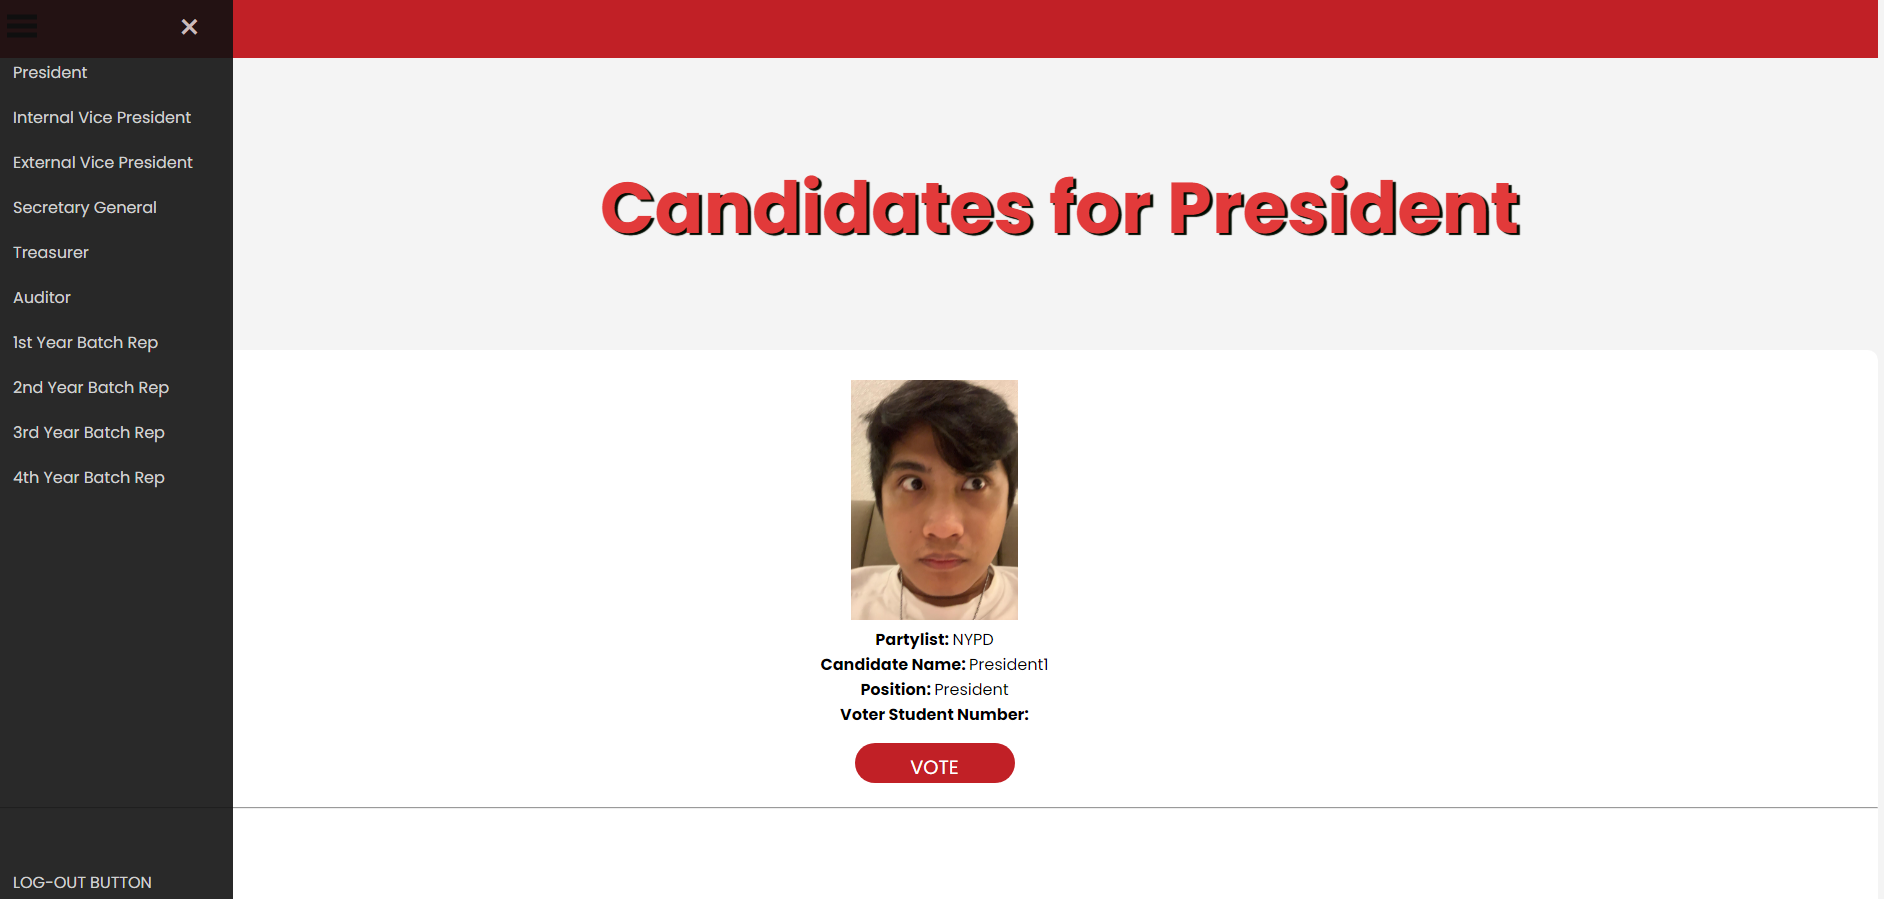 ×
President
Internal Vice President
External Vice President
Secretary General
Treasurer
Auditor
1st Year Batch Rep
2nd Year Batch Rep
3rd Year Batch Rep
4th Year Batch Rep
LOG-OUT BUTTON
Candidates for President
Partylist: NYPD
Candidate Name: President1
Position: President
Voter Student Number:
VOTE